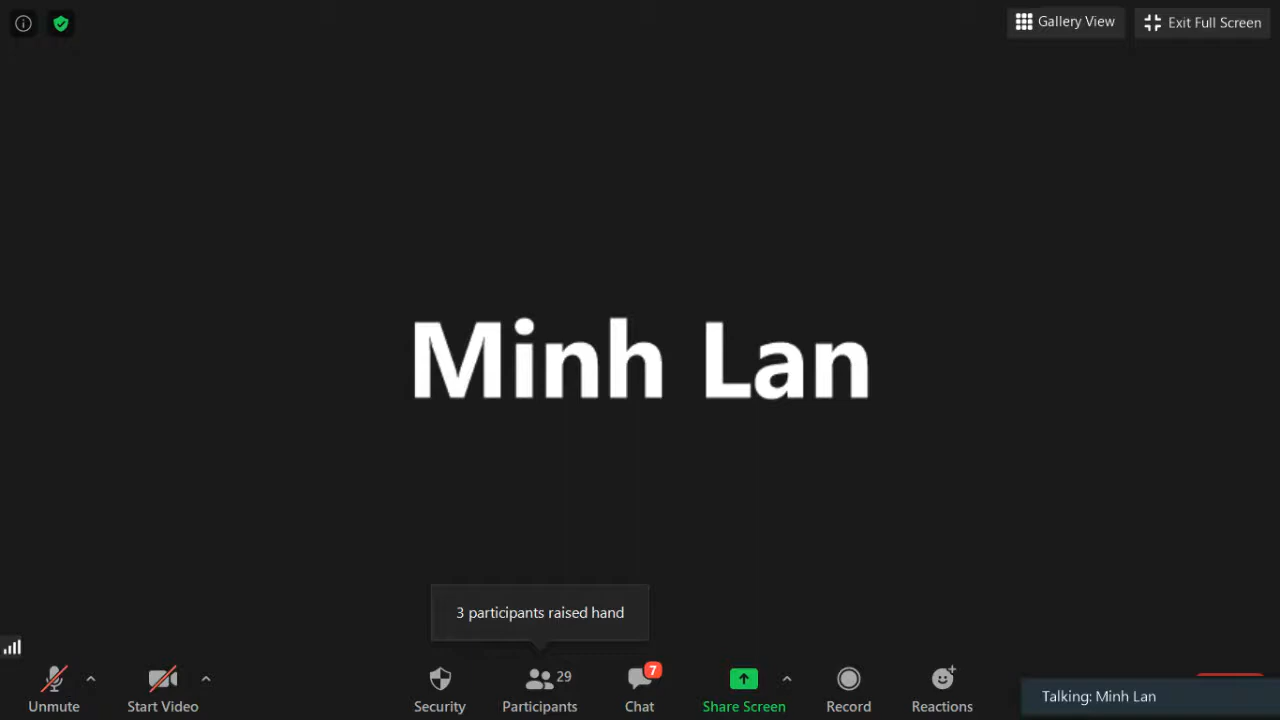 Gallery View
Exit Full Screen
Minh Lan
3 participants raised hand
29
7
Unmute
Start Video
Security
Participants
Chat
Share Screen
Record
Reactions
Talking: Minh Lan